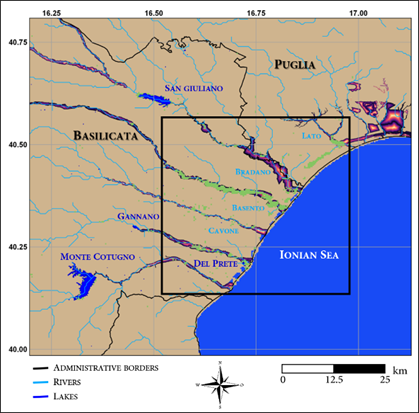 16.25 16.50 16.75 17.00
40.75
PUGLIA
SAN GIULIANO
BASILICATA
LATO
40.50
BRADANO
BASENTO
GANNANO
CAVONE
40.25
IONIAN SEA
MONTE COTUGNO
DEL PRETE
40.00
ADMINISTRATIVE BORDERS
RIVERS
LAKES
N
W E
S
km
0 12.5 25